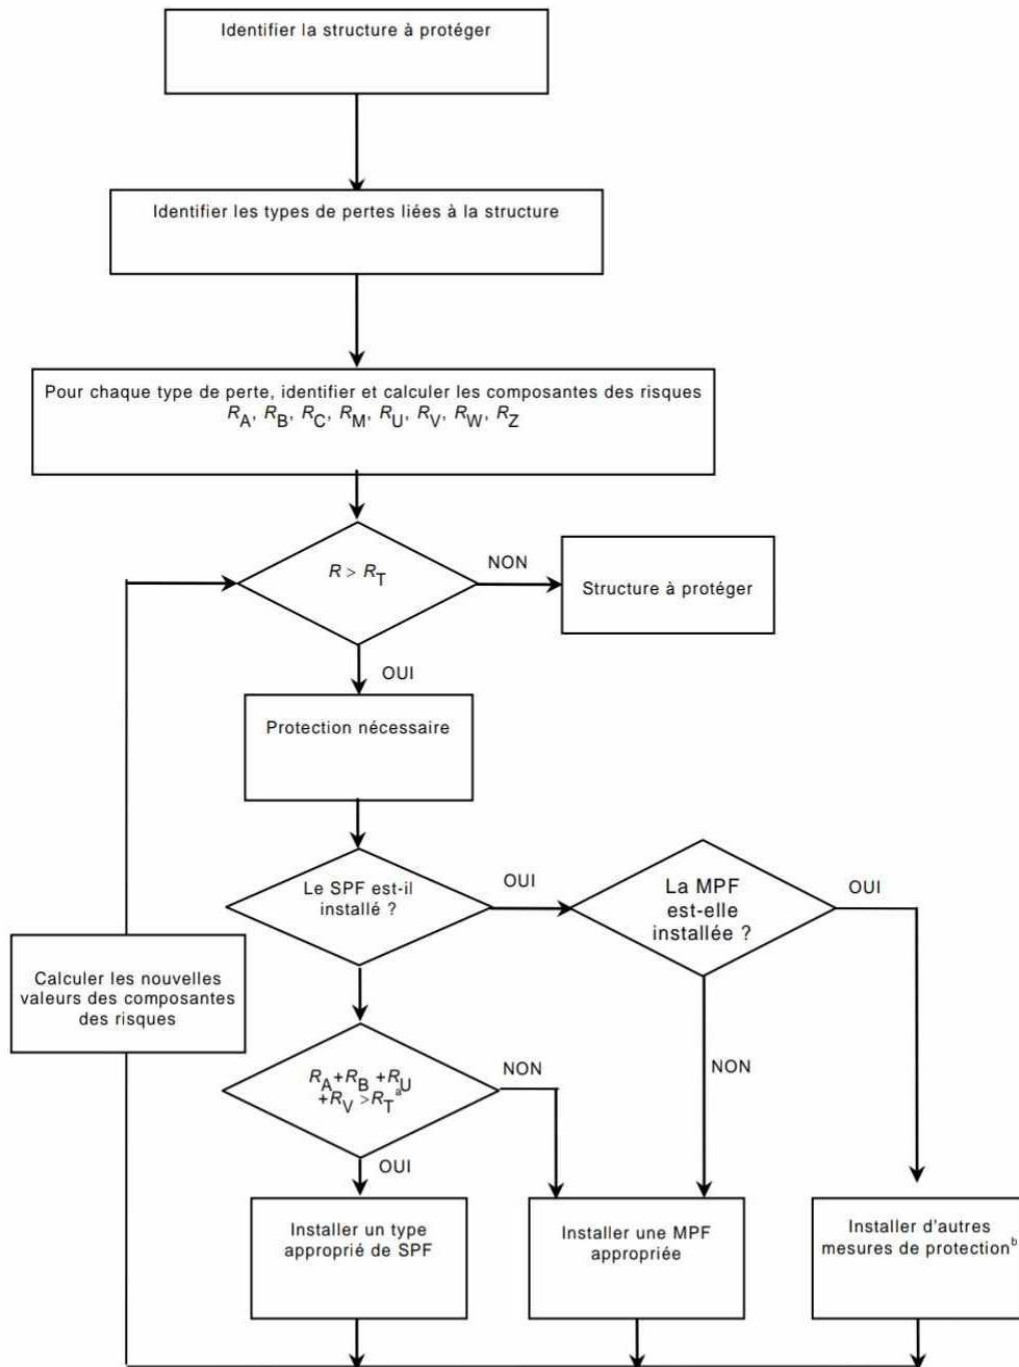 Identifier la structure à protéger
Identifier les types de pertes liées à la structure
Pour chaque type de perte, identifier et calculer les composantes des risques
RA, RB, RC, RM, RU, RV, RW, RZ
R > RT
NON
Structure à protéger
OUI
Protection nécessaire
Le SPF est-il
installé ?
OUI
La MPF
est-elle
installée ?
OUI
Calculer les nouvelles
valeurs des composantes
des risques
RA+RB +RU
+RV >RTa
NON
NON
OUI
Installer un type
approprié de SPF
Installer une MPF
appropriée
Installer d'autres
mesures de protectionb